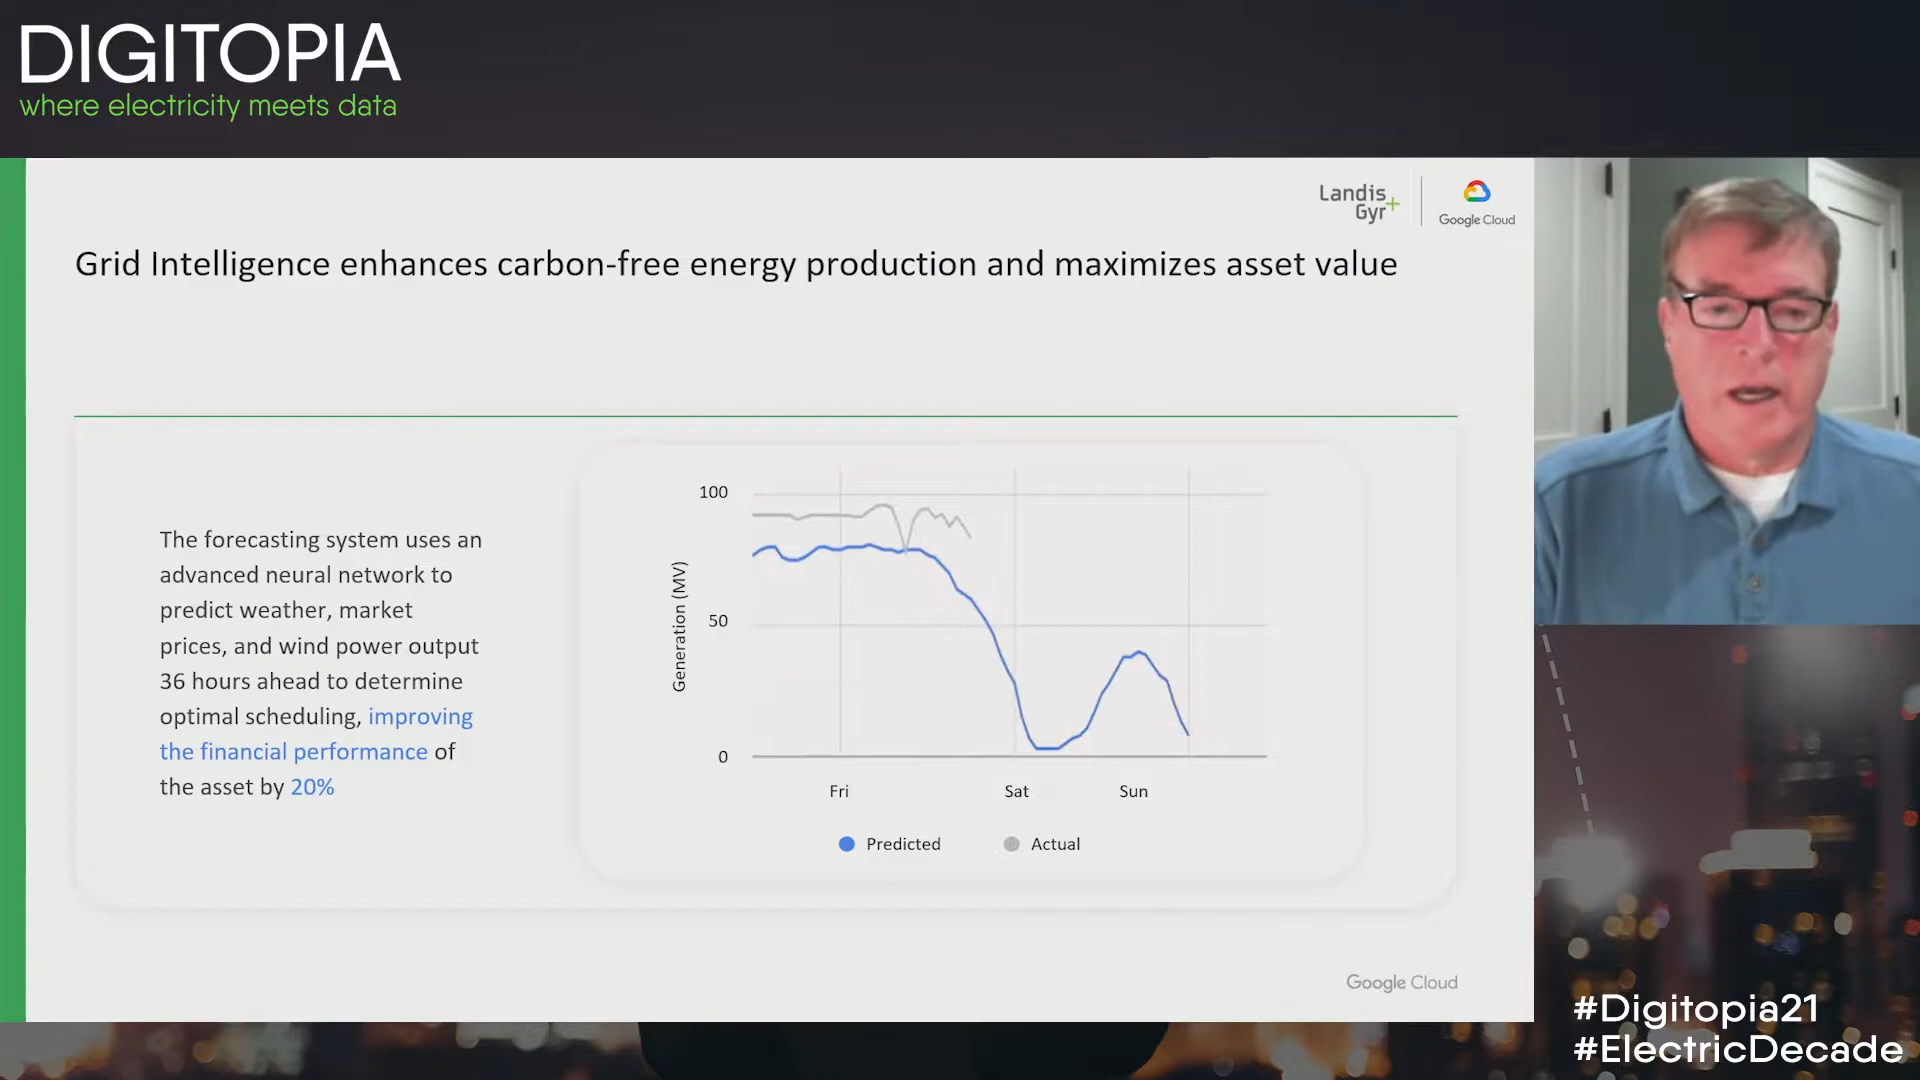 DIGITOPIA
where electricity meets data
Landis
Gyr+
Google Cloud
Grid Intelligence enhances carbon-free energy production and maximizes asset value
The forecasting system uses an
advanced neural network to
predict weather, market
prices, and wind power output
36 hours ahead to determine
optimal scheduling, improving
the financial performance of
the asset by 20%
Generation (MV)
100
50
0
Fri
Sat
Sun
Predicted
Actual
Google Cloud
#Digitopia21
#ElectricDecade